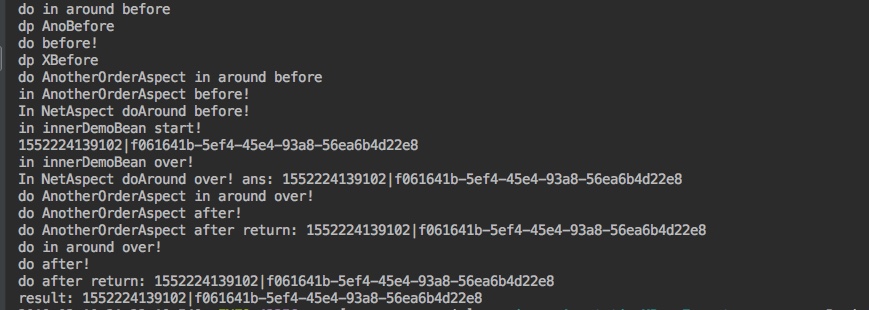 do in around before
dp AnoBefore
do before!
dp XBefore
do AnotherOrderAspect in around before
in AnotherOrderAspect before!
In NetAspect doAround before!
in innerDemoBean start!
1552224139102|f061641b-5ef4-45e4-93a8-56ea6b4d22e8
in innerDemoBean over!
In NetAspect doAround over! ans: 1552224139102|f061641b-5ef4-45e4-93a8-56ea6b4d22e8
do AnotherOrderAspect in around over!
do AnotherOrderAspect after!
do AnotherOrderAspect after return: 1552224139102|f061641b-5ef4-45e4-93a8-56ea6b4d22e8
do in around over!
do after!
do after return: 1552224139102|f061641b-5ef4-45e4-93a8-56ea6b4d22e8
result: 1552224139102|f061641b-5ef4-45e4-93a8-56ea6b4d22e8